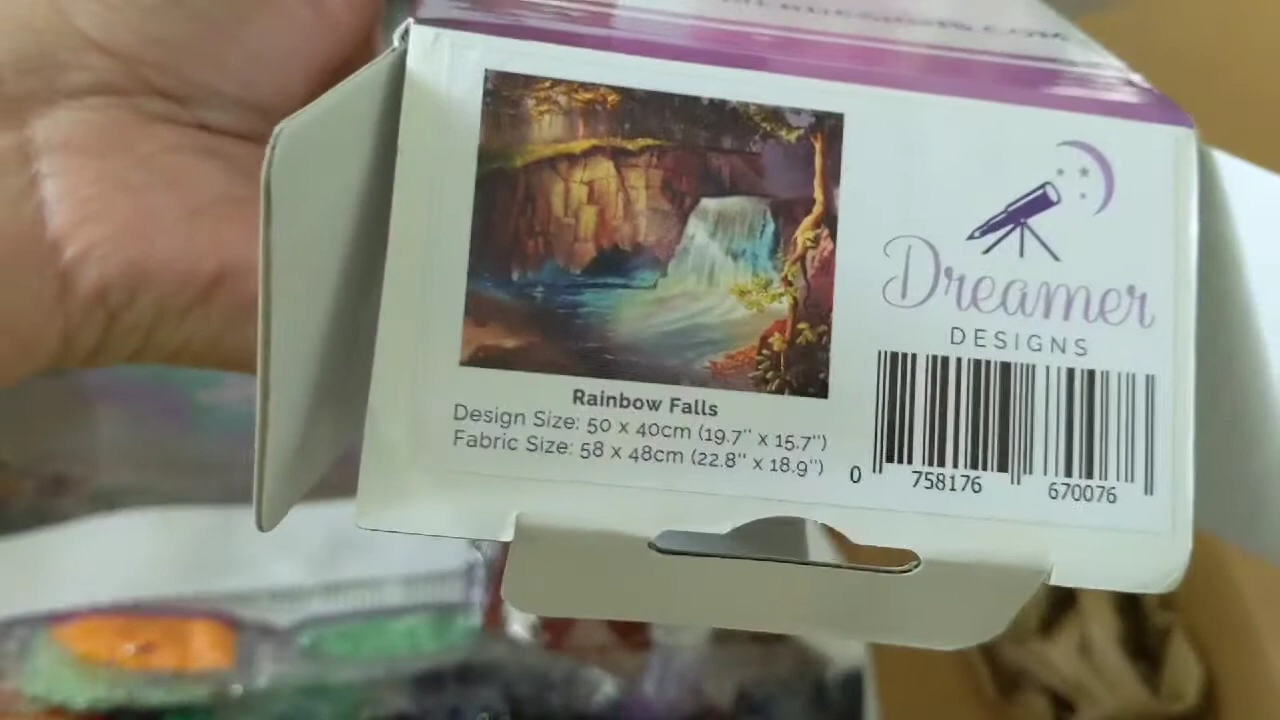 Rainbow Falls
Design Size: 50 x 40cm (19.7" x 15.7")
Fabric Size: 58 x 48cm (22.8" x 18.9")
Dreamer
DESIGNS
0 758176 670076